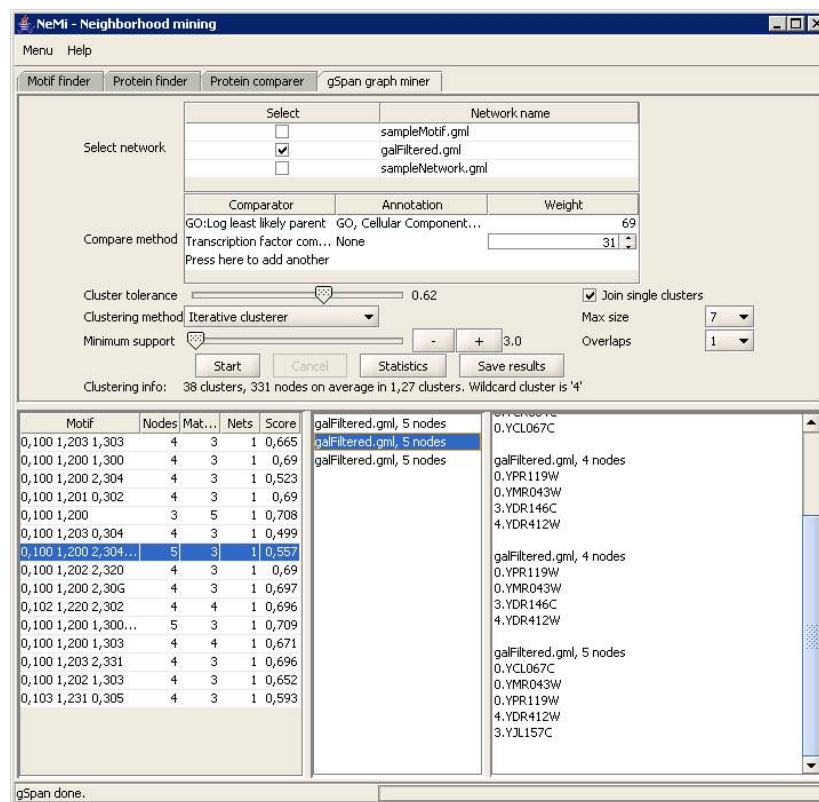 NeMi - Neighborhood mining
Menu Help
Motif finder Protein finder Protein comparer gSpan graph miner
Select Network name
sampleMotif.gml
Select network galFiltered.gml
sampleNetwork.gml
Comparator Annotation Weight
GO:Log least likely parent GO, Cellular Component... 69
Compare method Transcription factor com... None 31
Press here to add another
Cluster tolerance 0.62 Join single clusters
Clustering method Iterative clusterer Max size 7
Minimum support - + 3.0 Overlaps 1
Start Cancel Statistics Save results
Clustering info: 38 clusters, 331 nodes on average in 1,27 clusters. Wildcard cluster is '4'
Motif Nodes Mat... Nets Score
0,100 1,203 1,303 4 3 1 0,665
0,100 1,200 1,300 4 3 1 0,69
0,100 1,200 2,304 4 3 1 0,523
0,100 1,201 0,302 4 3 1 0,69
0,100 1,200 3 5 1 0,708
0,100 1,203 0,304 4 3 1 0,499
0,100 1,200 2,304... 5 3 1 0,557
0,100 1,202 2,320 4 3 1 0,69
0,100 1,200 2,30G 4 3 1 0,697
0,102 1,220 2,302 4 4 1 0,696
0,100 1,200 1,300... 5 3 1 0,709
0,100 1,200 1,303 4 4 1 0,671
0,100 1,203 2,331 4 3 1 0,696
0,100 1,202 1,303 4 3 1 0,652
0,103 1,231 0,305 4 3 1 0,593
galFiltered.gml, 5 nodes
galFiltered.gml, 5 nodes
galFiltered.gml, 5 nodes
0.YCL067C
galFiltered.gml, 4 nodes
0.YPR119W
0.YMR043W
3.YDR146C
4.YDR412W
galFiltered.gml, 4 nodes
0.YPR119W
0.YMR043W
3.YDR146C
4.YDR412W
galFiltered.gml, 5 nodes
0.YCL067C
0.YMR043W
0.YPR119W
4.YDR412W
3.YJL157C
gSpan done.